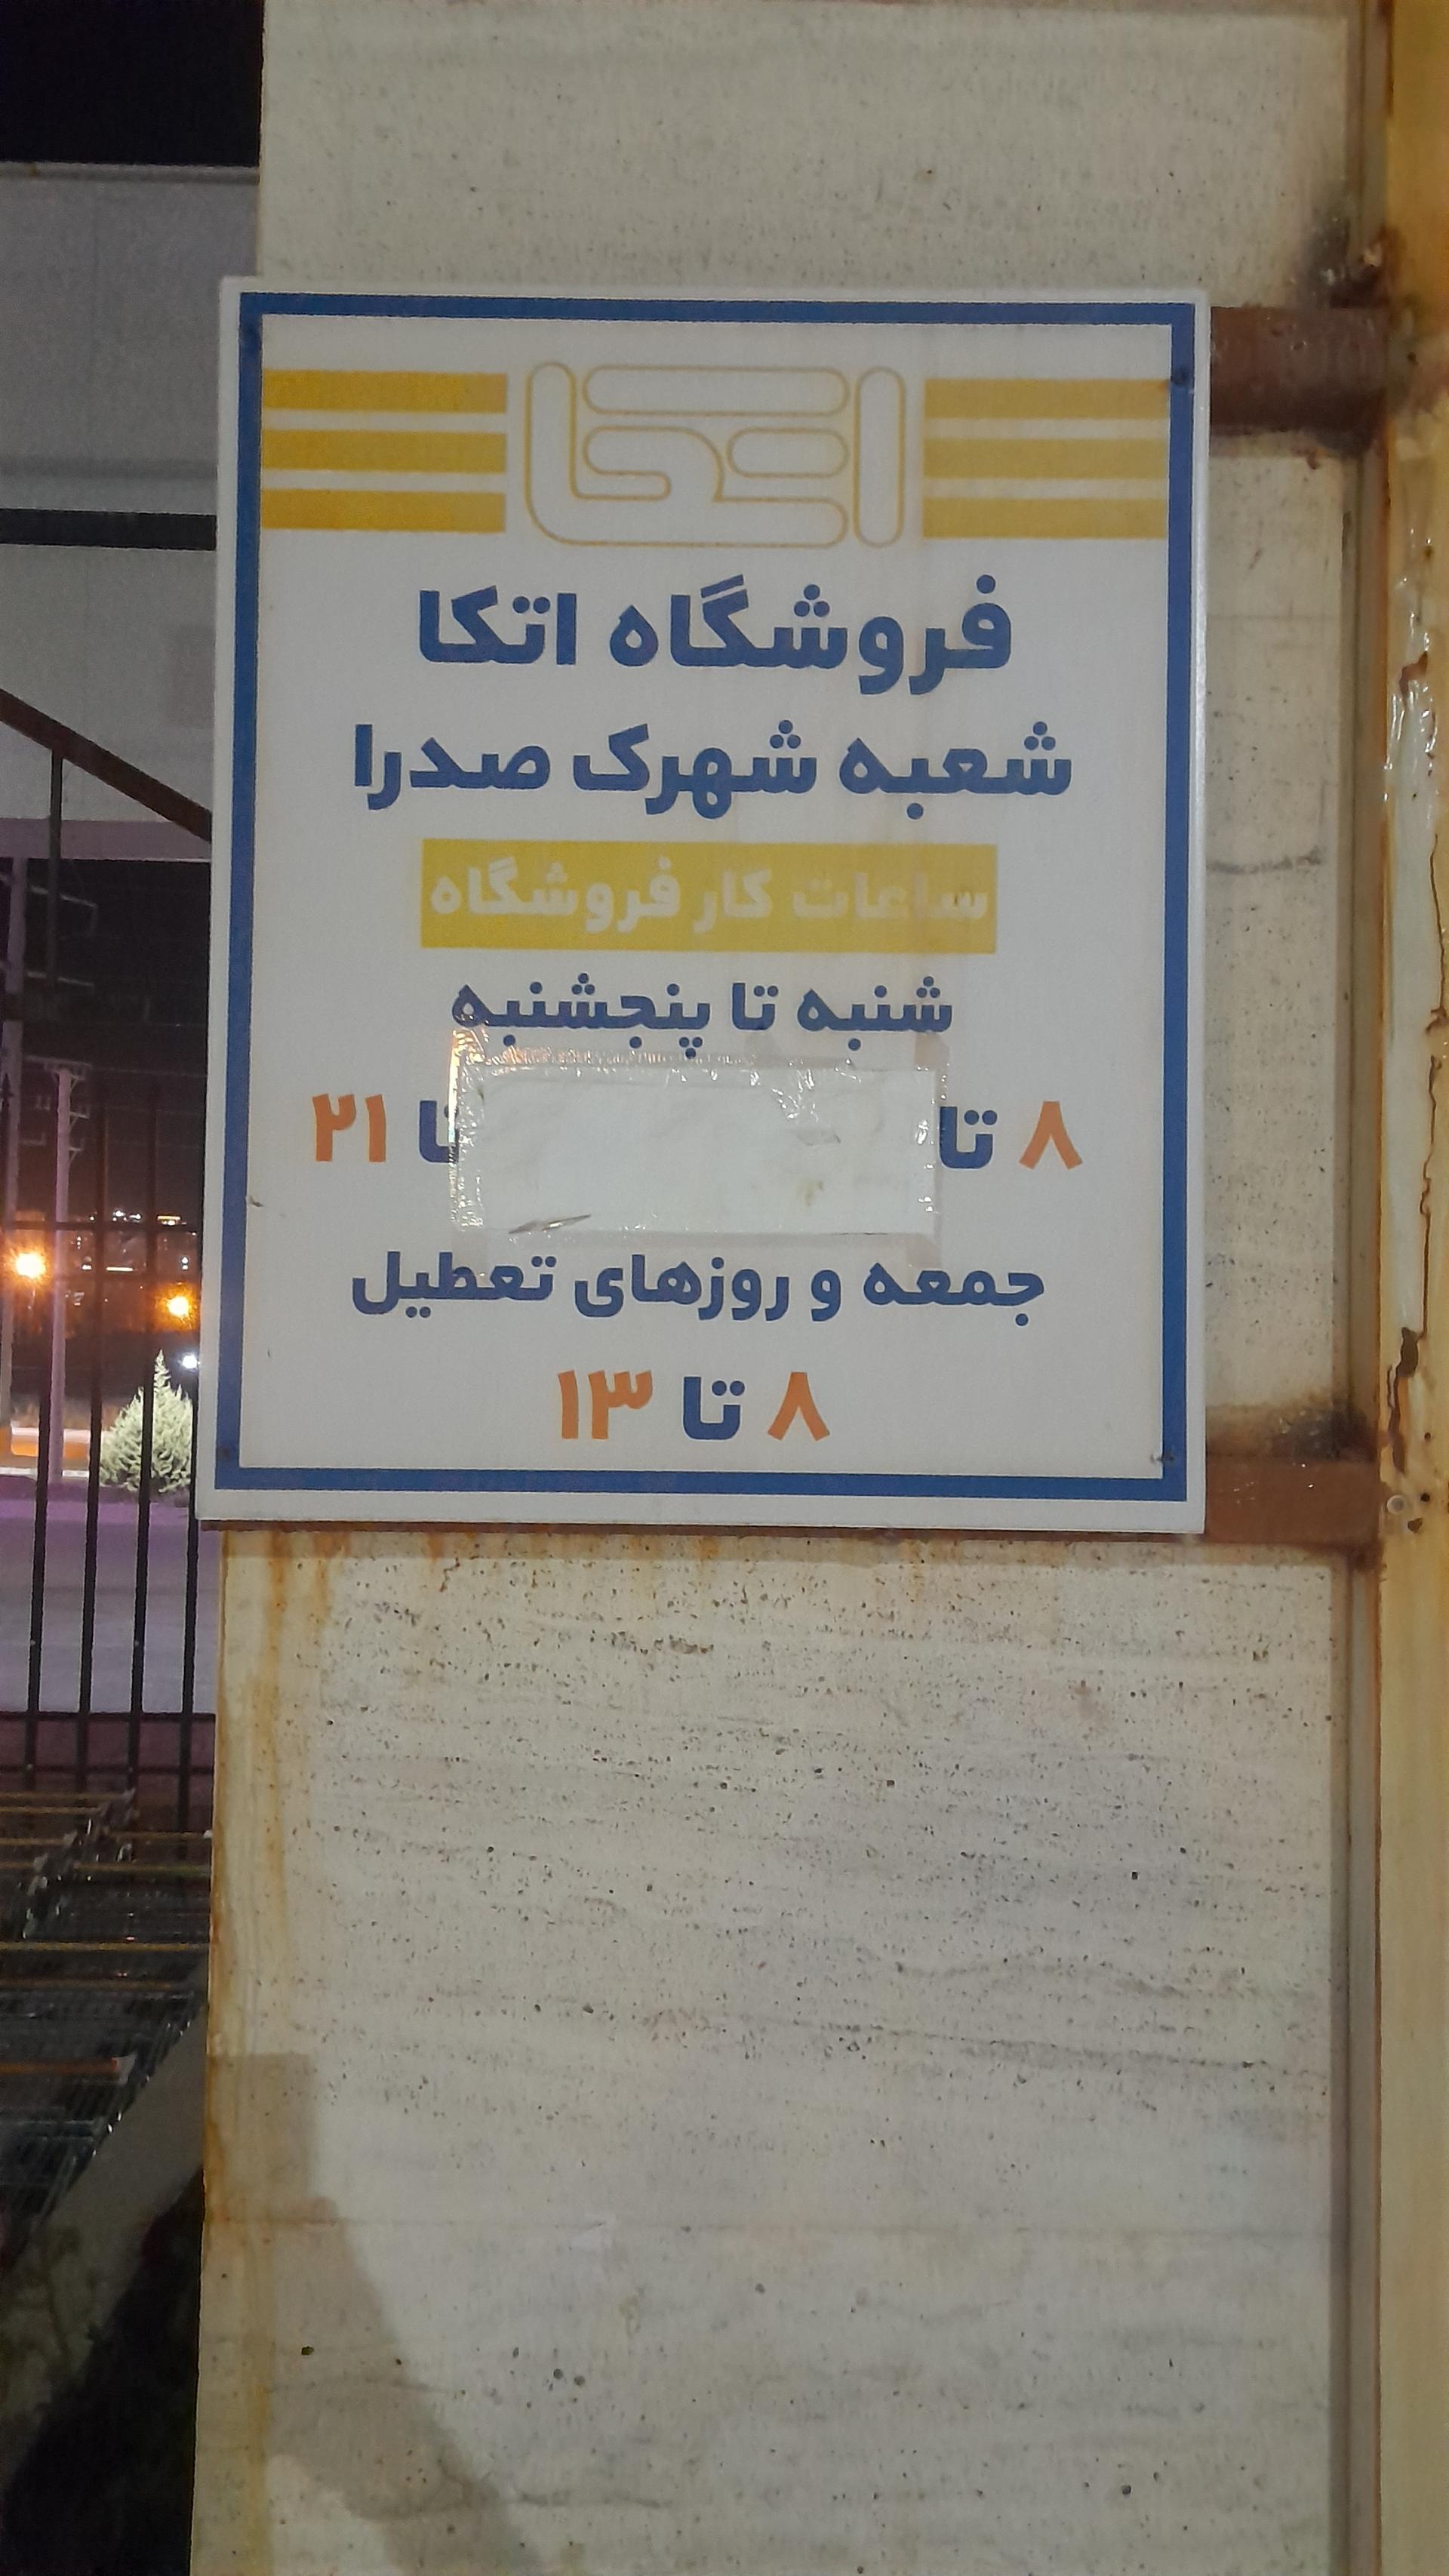 اتکا
فروشگاه اتکا
شعبه شهرک صدرا
ساعات کار فروشگاه
شنبه تا پنجشنبه
۸ تا تا ۲۱
جمعه و روزهای تعطیل
۸ تا ۱۳